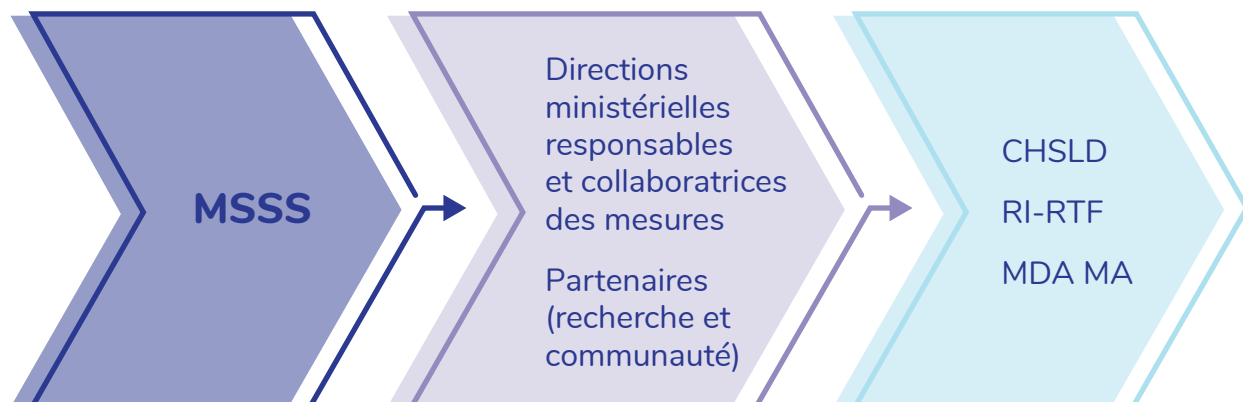 MSSS
Directions
ministérielles
responsables
et collaboratrices
des mesures
Partenaires
(recherche et
communauté)
CHSLD
RI-RTF
MDA MA